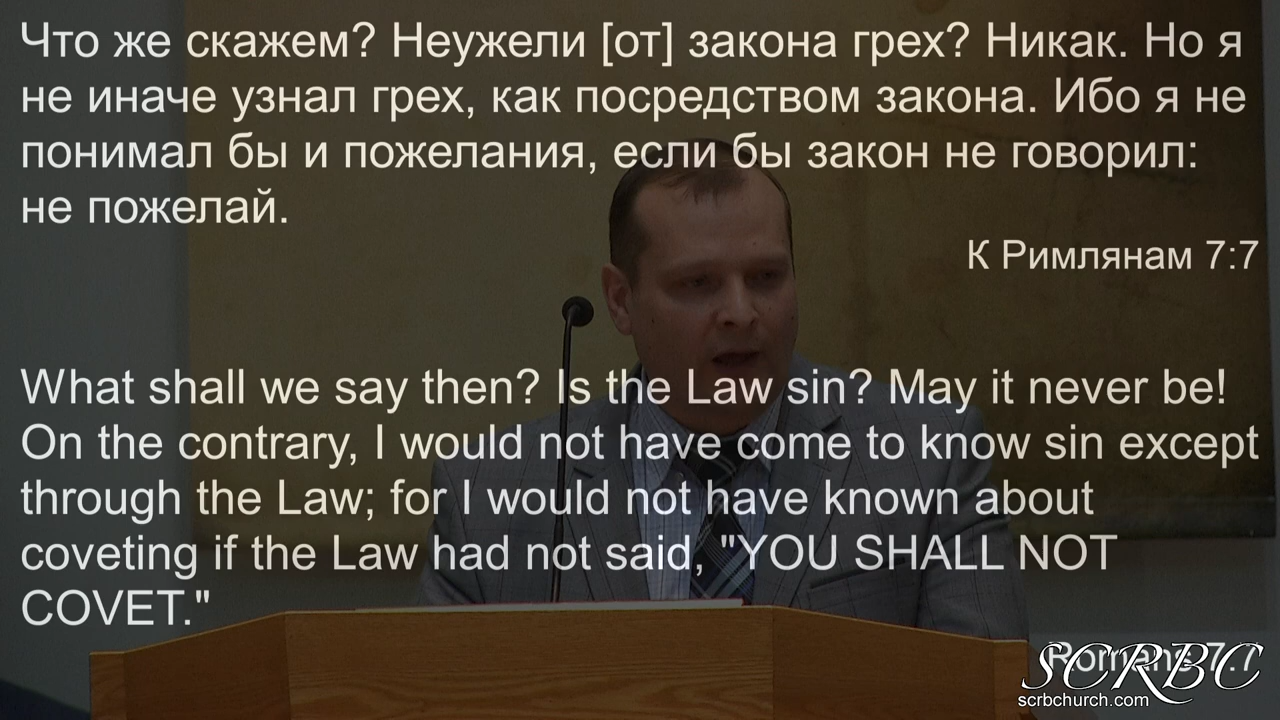 Что же скажем? Неужели [от] закона грех? Никак. Но я
не иначе узнал грех, как посредством закона. Ибо я не
понимал бы и пожелания, если бы закон не говорил:
не пожелай.
К Римлянам 7:7
What shall we say then? Is the Law sin? May it never be!
On the contrary, I would not have come to know sin except
through the Law; for I would not have known about
coveting if the Law had not said, "YOU SHALL NOT
COVET."
Romans 7:7
SCRBC
scrbchurch.com